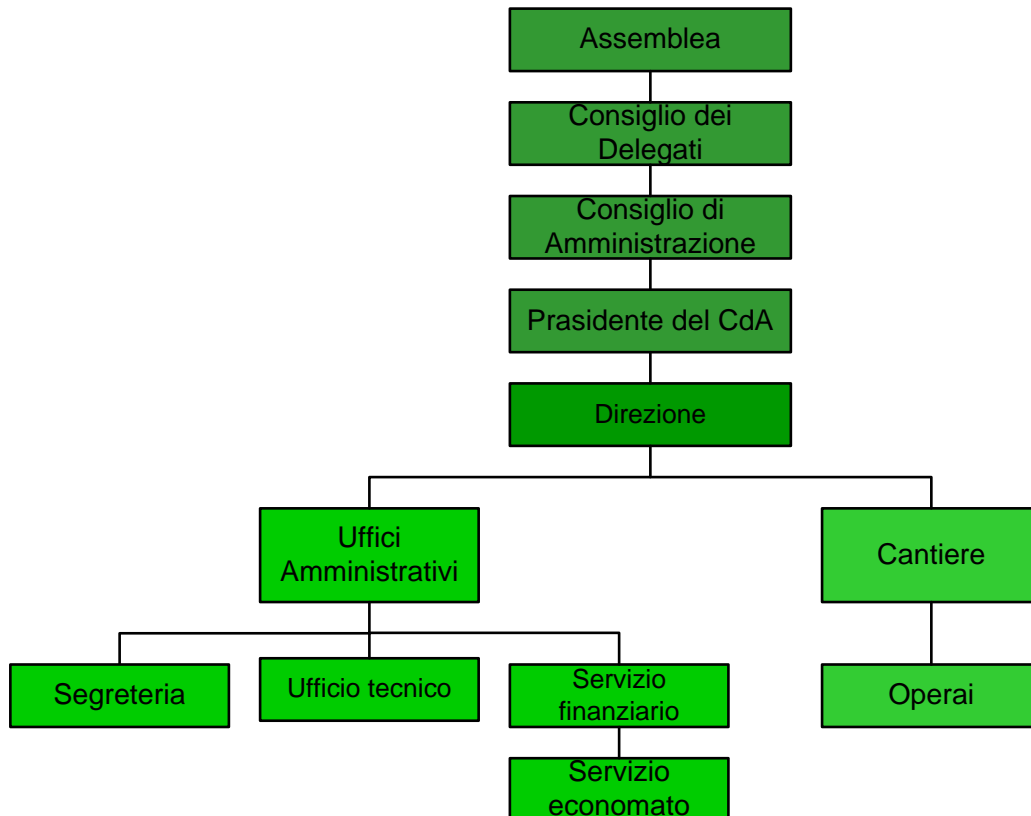 Assemblea
Consiglio dei
Delegati
Consiglio di
Amministrazione
Prasidente del CdA
Direzione
Uffici
Amministrativi
Cantiere
Segreteria
Ufficio tecnico
Servizio
finanziario
Operai
Servizio
economato